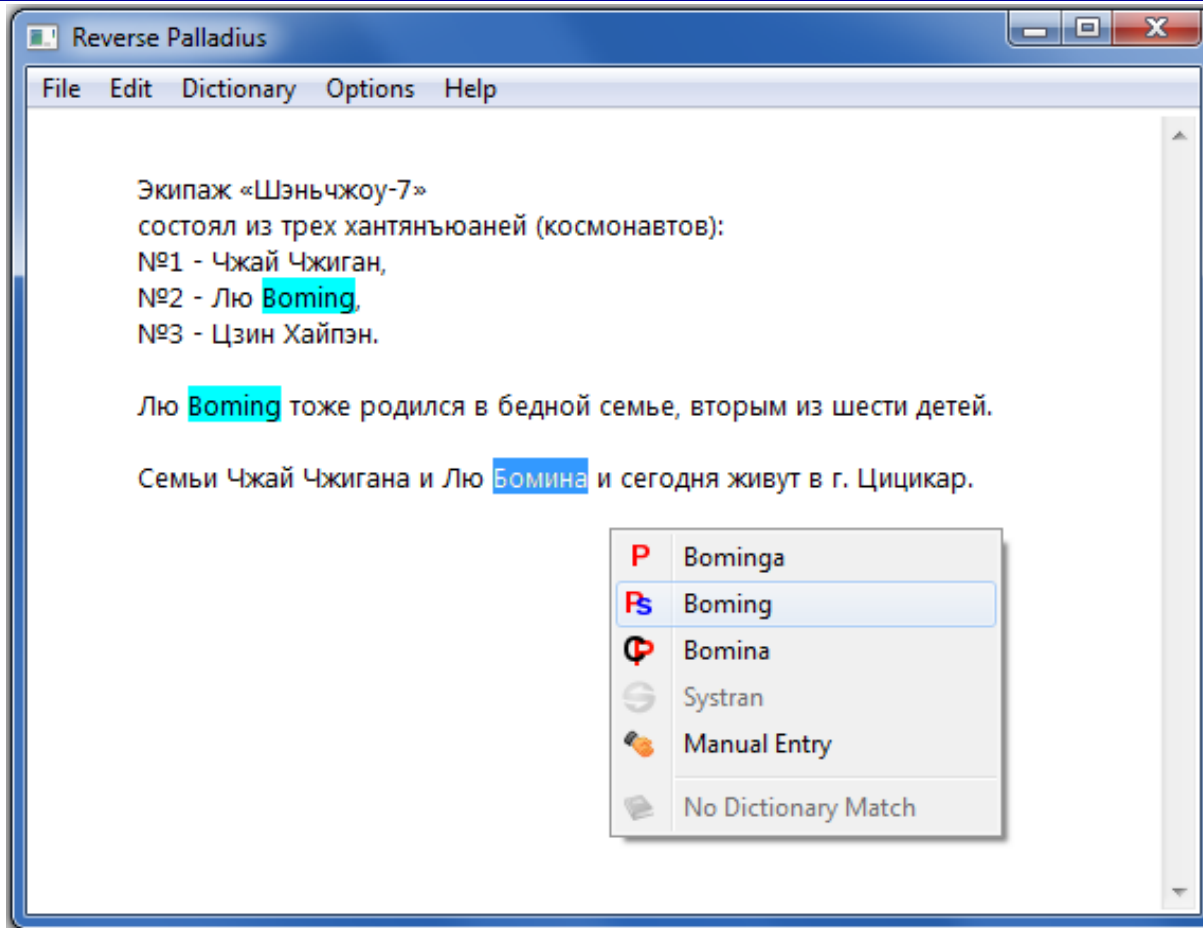 Reverse Palladius
File Edit Dictionary Options Help
Экипаж «Шэньчжоу-7»
состоял из трех хантянъюаней (космонавтов):
№1 - Чжай Чжиган,
№2 - Лю Boming,
№3 - Цзин Хайпэн.
Лю Boming тоже родился в бедной семье, вторым из шести детей.
Семьи Чжай Чжигана и Лю Бомина и сегодня живут в г. Цицикар.
P Bominga
Ps Boming
CP Bomina
S Systran
Manual Entry
No Dictionary Match